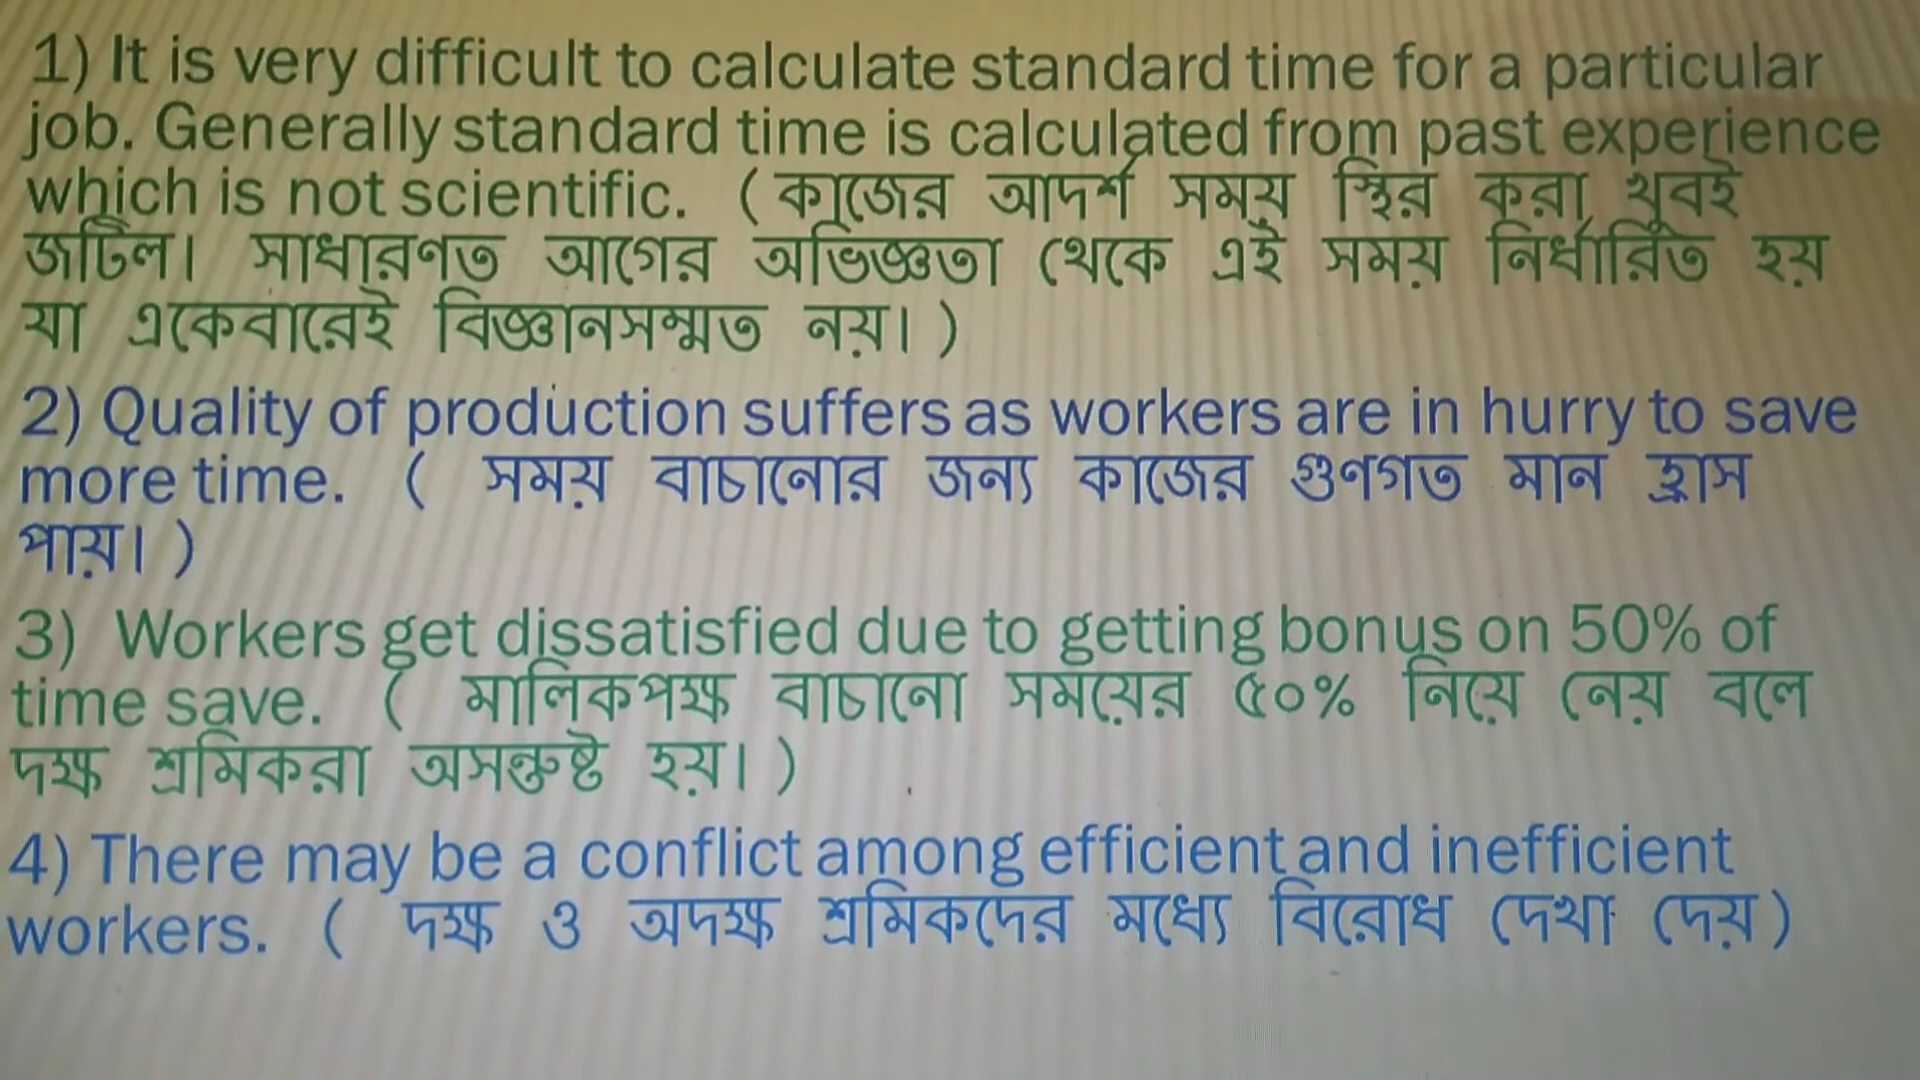 1) It is very difficult to calculate standard time for a particular
job. Generally standard time is calculated from past experience
which is not scientific. ( কাজের আদর্শ সময় স্থির করা খুবই
জটিল। সাধারণত আগের অভিজ্ঞতা থেকে এই সময় নির্ধারিত হয়
যা একেবারেই বিজ্ঞানসম্মত নয়। )
2) Quality of production suffers as workers are in hurry to save
more time. ( সময় বাচানোর জন্য কাজের গুণগত মান হ্রাস
পায়। )
3) Workers get dissatisfied due to getting bonus on 50% of
time save. ( মালিকপক্ষ বাচানো সময়ের ৫০% নিয়ে নেয় বলে
দক্ষ শ্রমিকরা অসন্তুষ্ট হয়। )
4) There may be a conflict among efficient and inefficient
workers. ( দক্ষ ও অদক্ষ শ্রমিকদের মধ্যে বিরোধ দেখা দেয় )